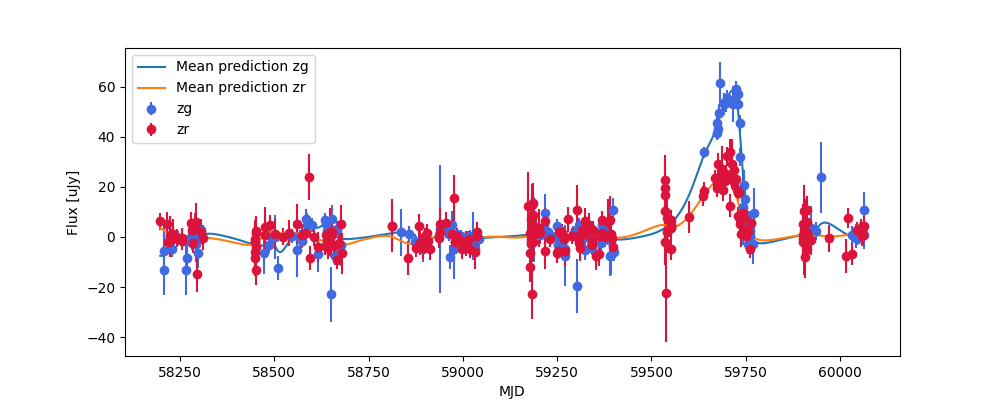 Mean prediction zg
Mean prediction zr
zg
zr
Flux [uJy]
60
40
20
0
−20
−40
58250
58500
58750
59000
59250
59500
59750
60000
MJD